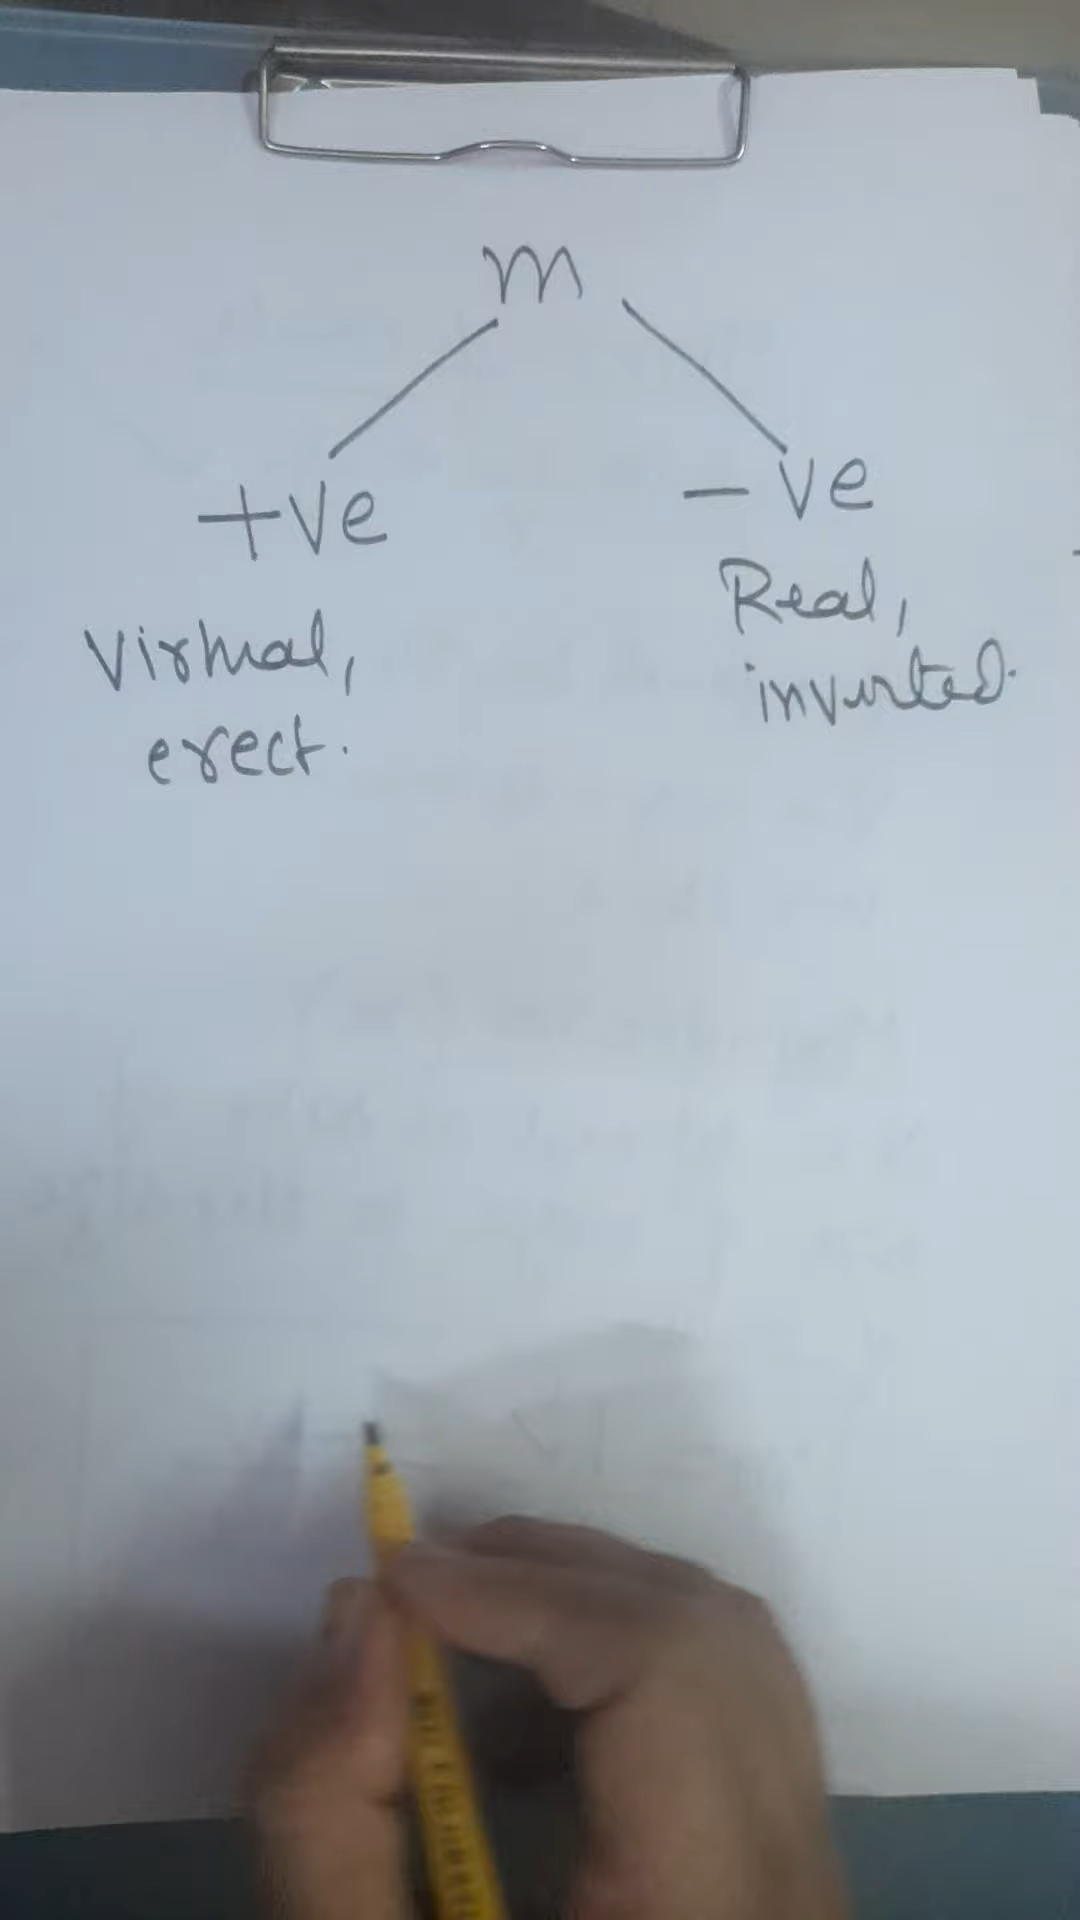 m
+ve
-ve
Virtual,
erect.
Real,
inverted.